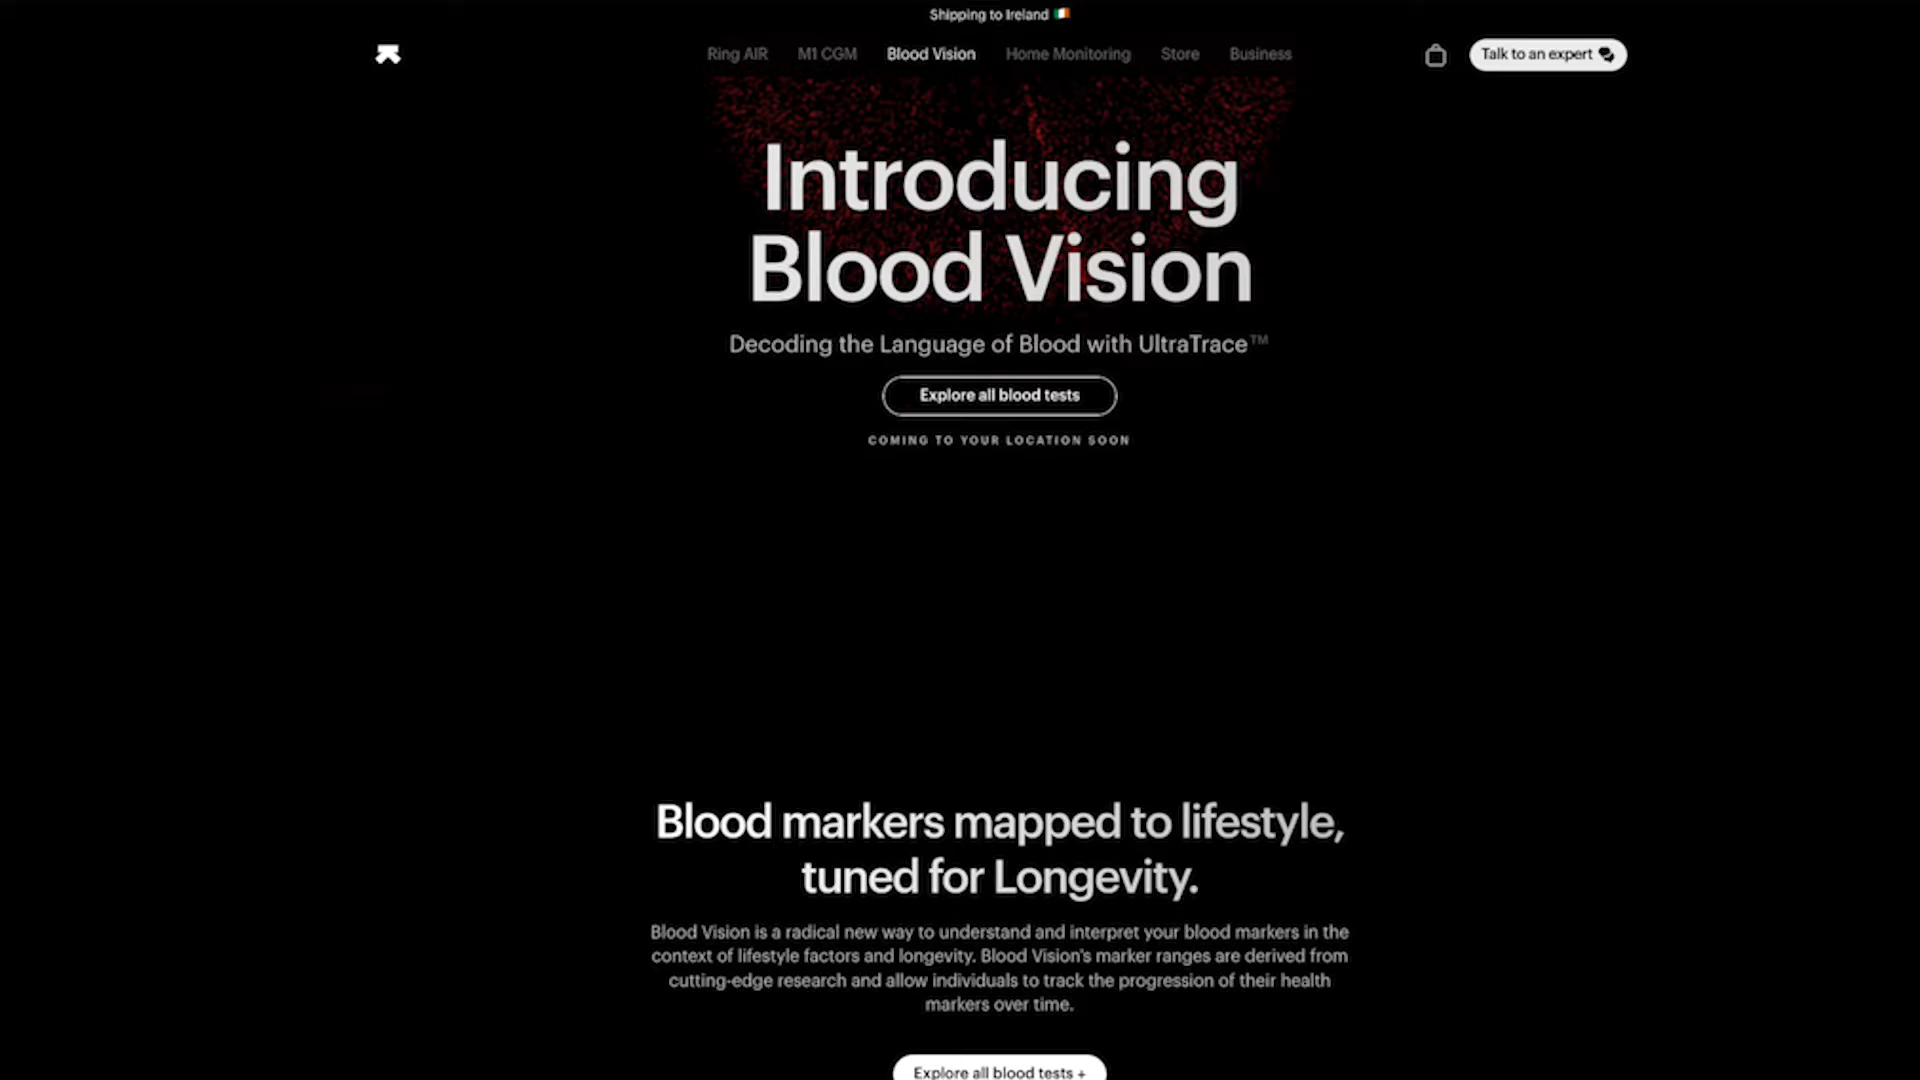 Shipping to Ireland
Ring AIR M1 CGM Blood Vision Home Monitoring Store Business
Talk to an expert
Introducing
Blood Vision
Decoding the Language of Blood with UltraTrace™
Explore all blood tests
COMING TO YOUR LOCATION SOON
Blood markers mapped to lifestyle,
tuned for Longevity.
Blood Vision is a radical new way to understand and interpret your blood markers in the
context of lifestyle factors and longevity. Blood Vision's marker ranges are derived from
cutting-edge research and allow individuals to track the progression of their health
markers over time.
Explore all blood tests +